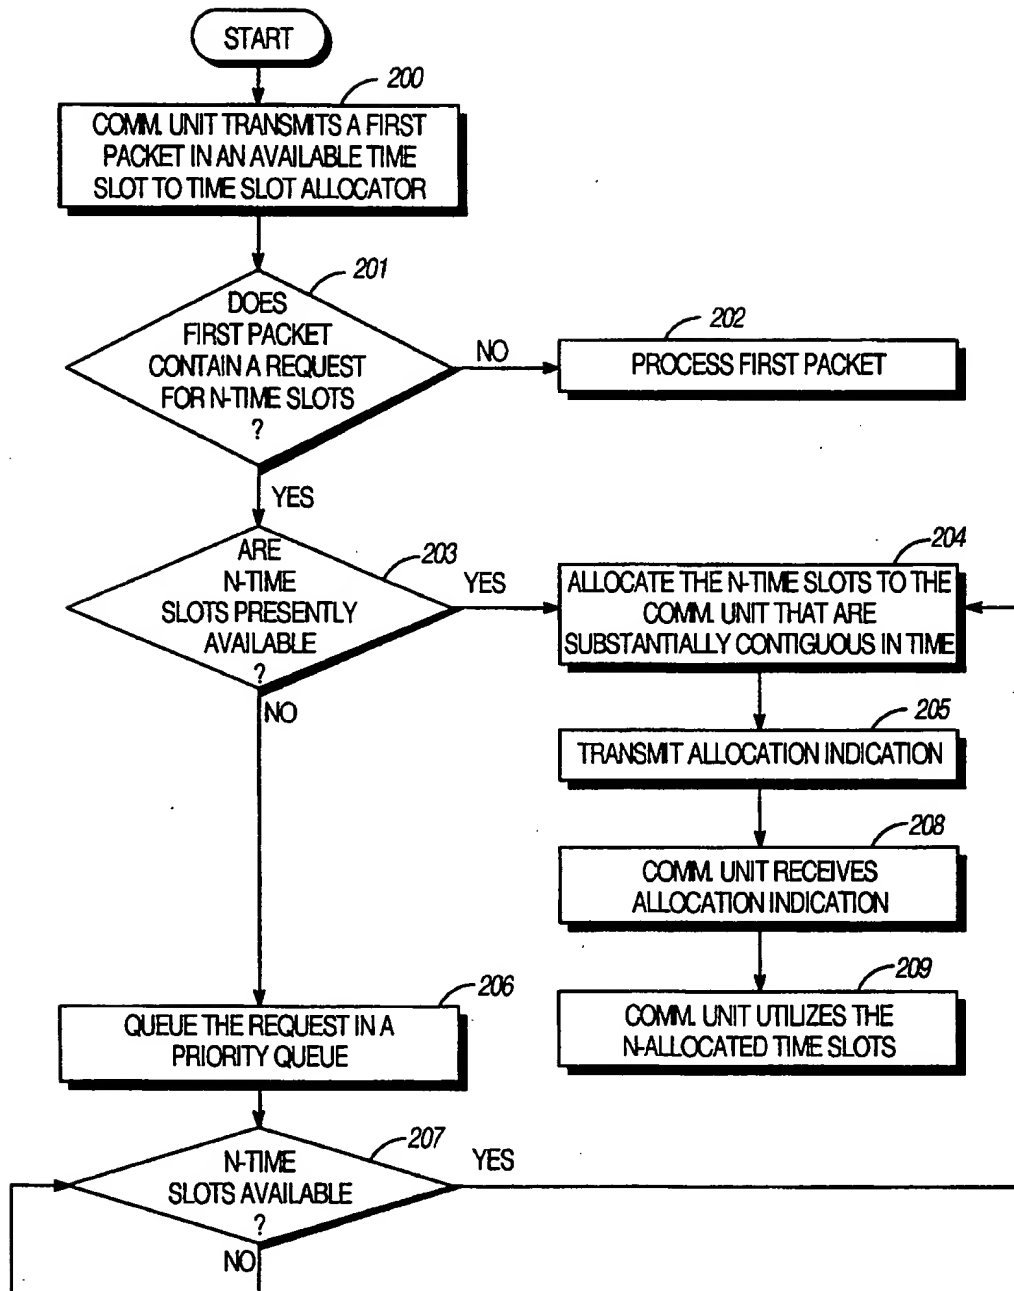 START
200
COMM. UNIT TRANSMITS A FIRST
PACKET IN AN AVAILABLE TIME
SLOT TO TIME SLOT ALLOCATOR
201
DOES
FIRST PACKET
CONTAIN A REQUEST
FOR N-TIME SLOTS
?
NO
202
PROCESS FIRST PACKET
YES
203
ARE
N-TIME
SLOTS PRESENTLY
AVAILABLE
?
YES
204
ALLOCATE THE N-TIME SLOTS TO THE
COMM. UNIT THAT ARE
SUBSTANTIALLY CONTIGUOUS IN TIME
NO
205
TRANSMIT ALLOCATION INDICATION
208
COMM. UNIT RECEIVES
ALLOCATION INDICATION
209
COMM. UNIT UTILIZES THE
N-ALLOCATED TIME SLOTS
206
QUEUE THE REQUEST IN A
PRIORITY QUEUE
207
N-TIME
SLOTS AVAILABLE
?
YES
NO